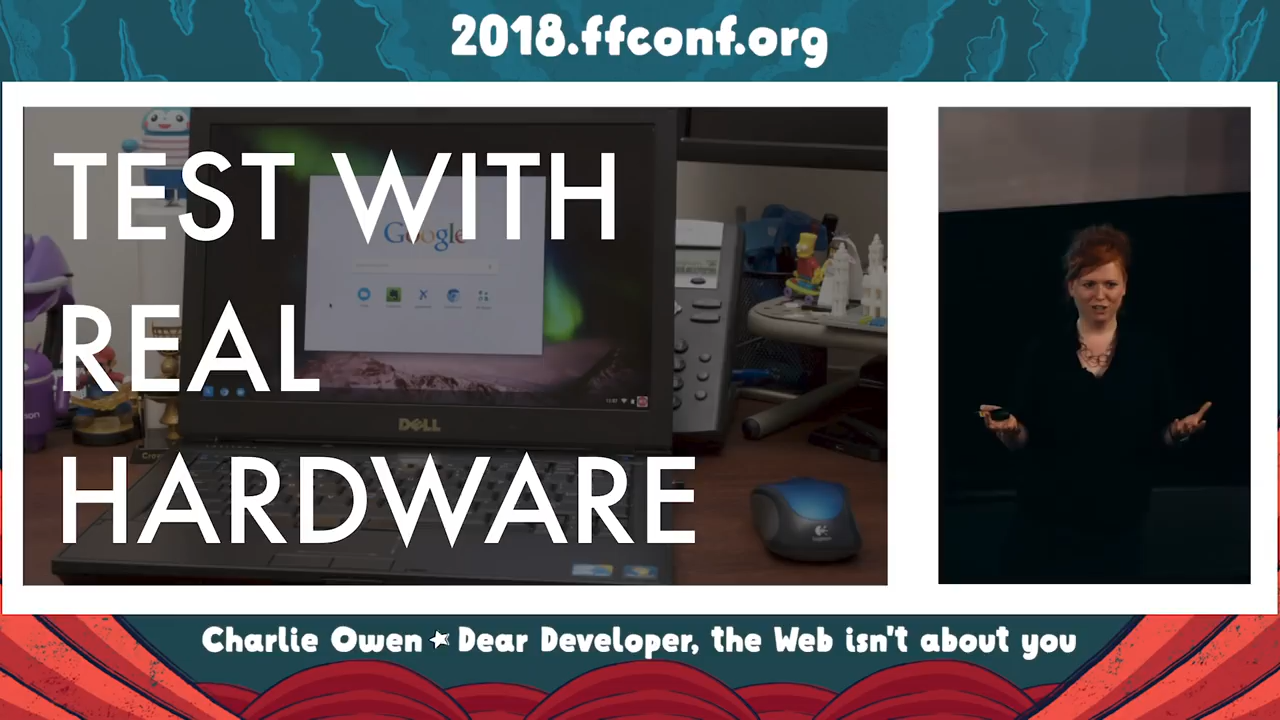 2018.ffconf.org
TEST WITH
REAL
HARDWARE
Google
DELL
Charlie Owen ★ Dear Developer, the Web isn't about you